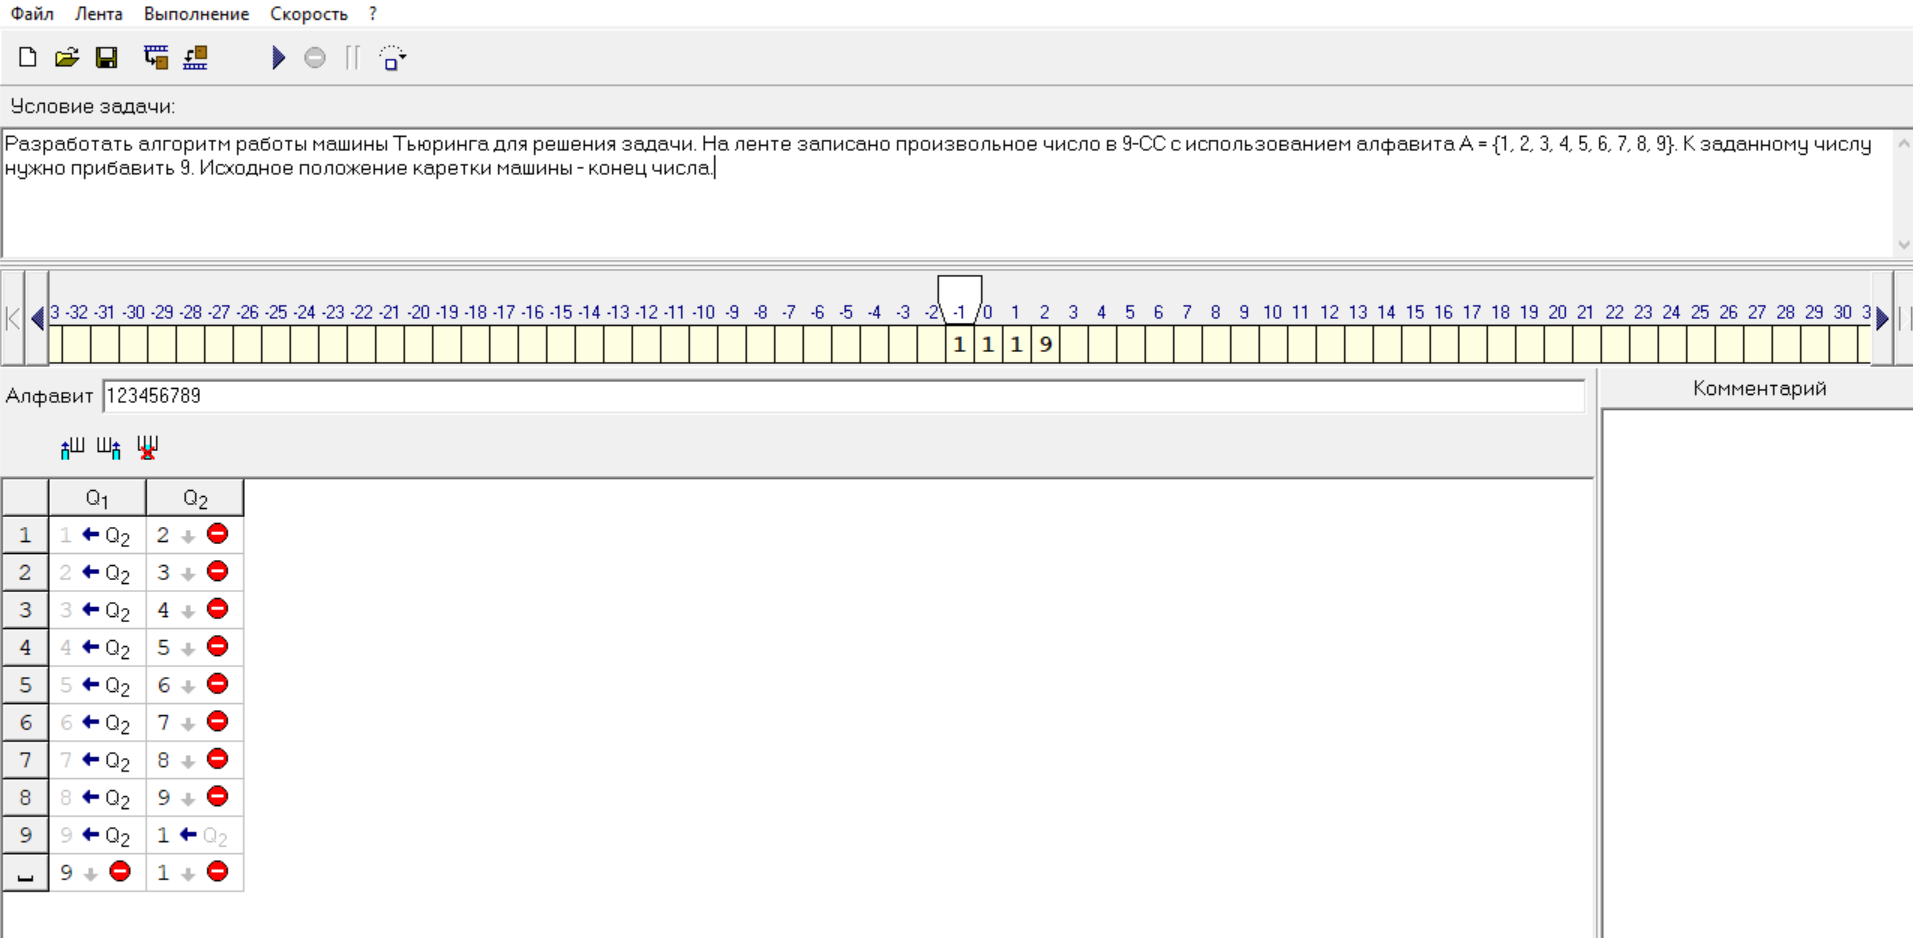 Файл Лента Выполнение Скорость ?
Условие задачи:
Разработать алгоритм работы машины Тьюринга для решения задачи. На ленте записано произвольное число в 9-СС с использованием алфавита А = {1, 2, 3, 4, 5, 6, 7, 8, 9}. К заданному числу
нужно прибавить 9. Исходное положение каретки машины - конец числа.
3 -32 -31 -30 -29 -28 -27 -26 -25 -24 -23 -22 -21 -20 -19 -18 -17 -16 -15 -14 -13 -12 -11 -10 -9 -8 -7 -6 -5 -4 -3 -2 -1 0 1 2 3 4 5 6 7 8 9 10 11 12 13 14 15 16 17 18 19 20 21 22 23 24 25 26 27 28 29 30 3
1 1 1 9
Алфавит 123456789
Комментарий
Q1 Q2
1 1 ← Q2 2 ↓
2 2 ← Q2 3 ↓
3 3 ← Q2 4 ↓
4 4 ← Q2 5 ↓
5 5 ← Q2 6 ↓
6 6 ← Q2 7 ↓
7 7 ← Q2 8 ↓
8 8 ← Q2 9 ↓
9 9 ← Q2 1 ← Q2
␣ 9 ↓ 1 ↓